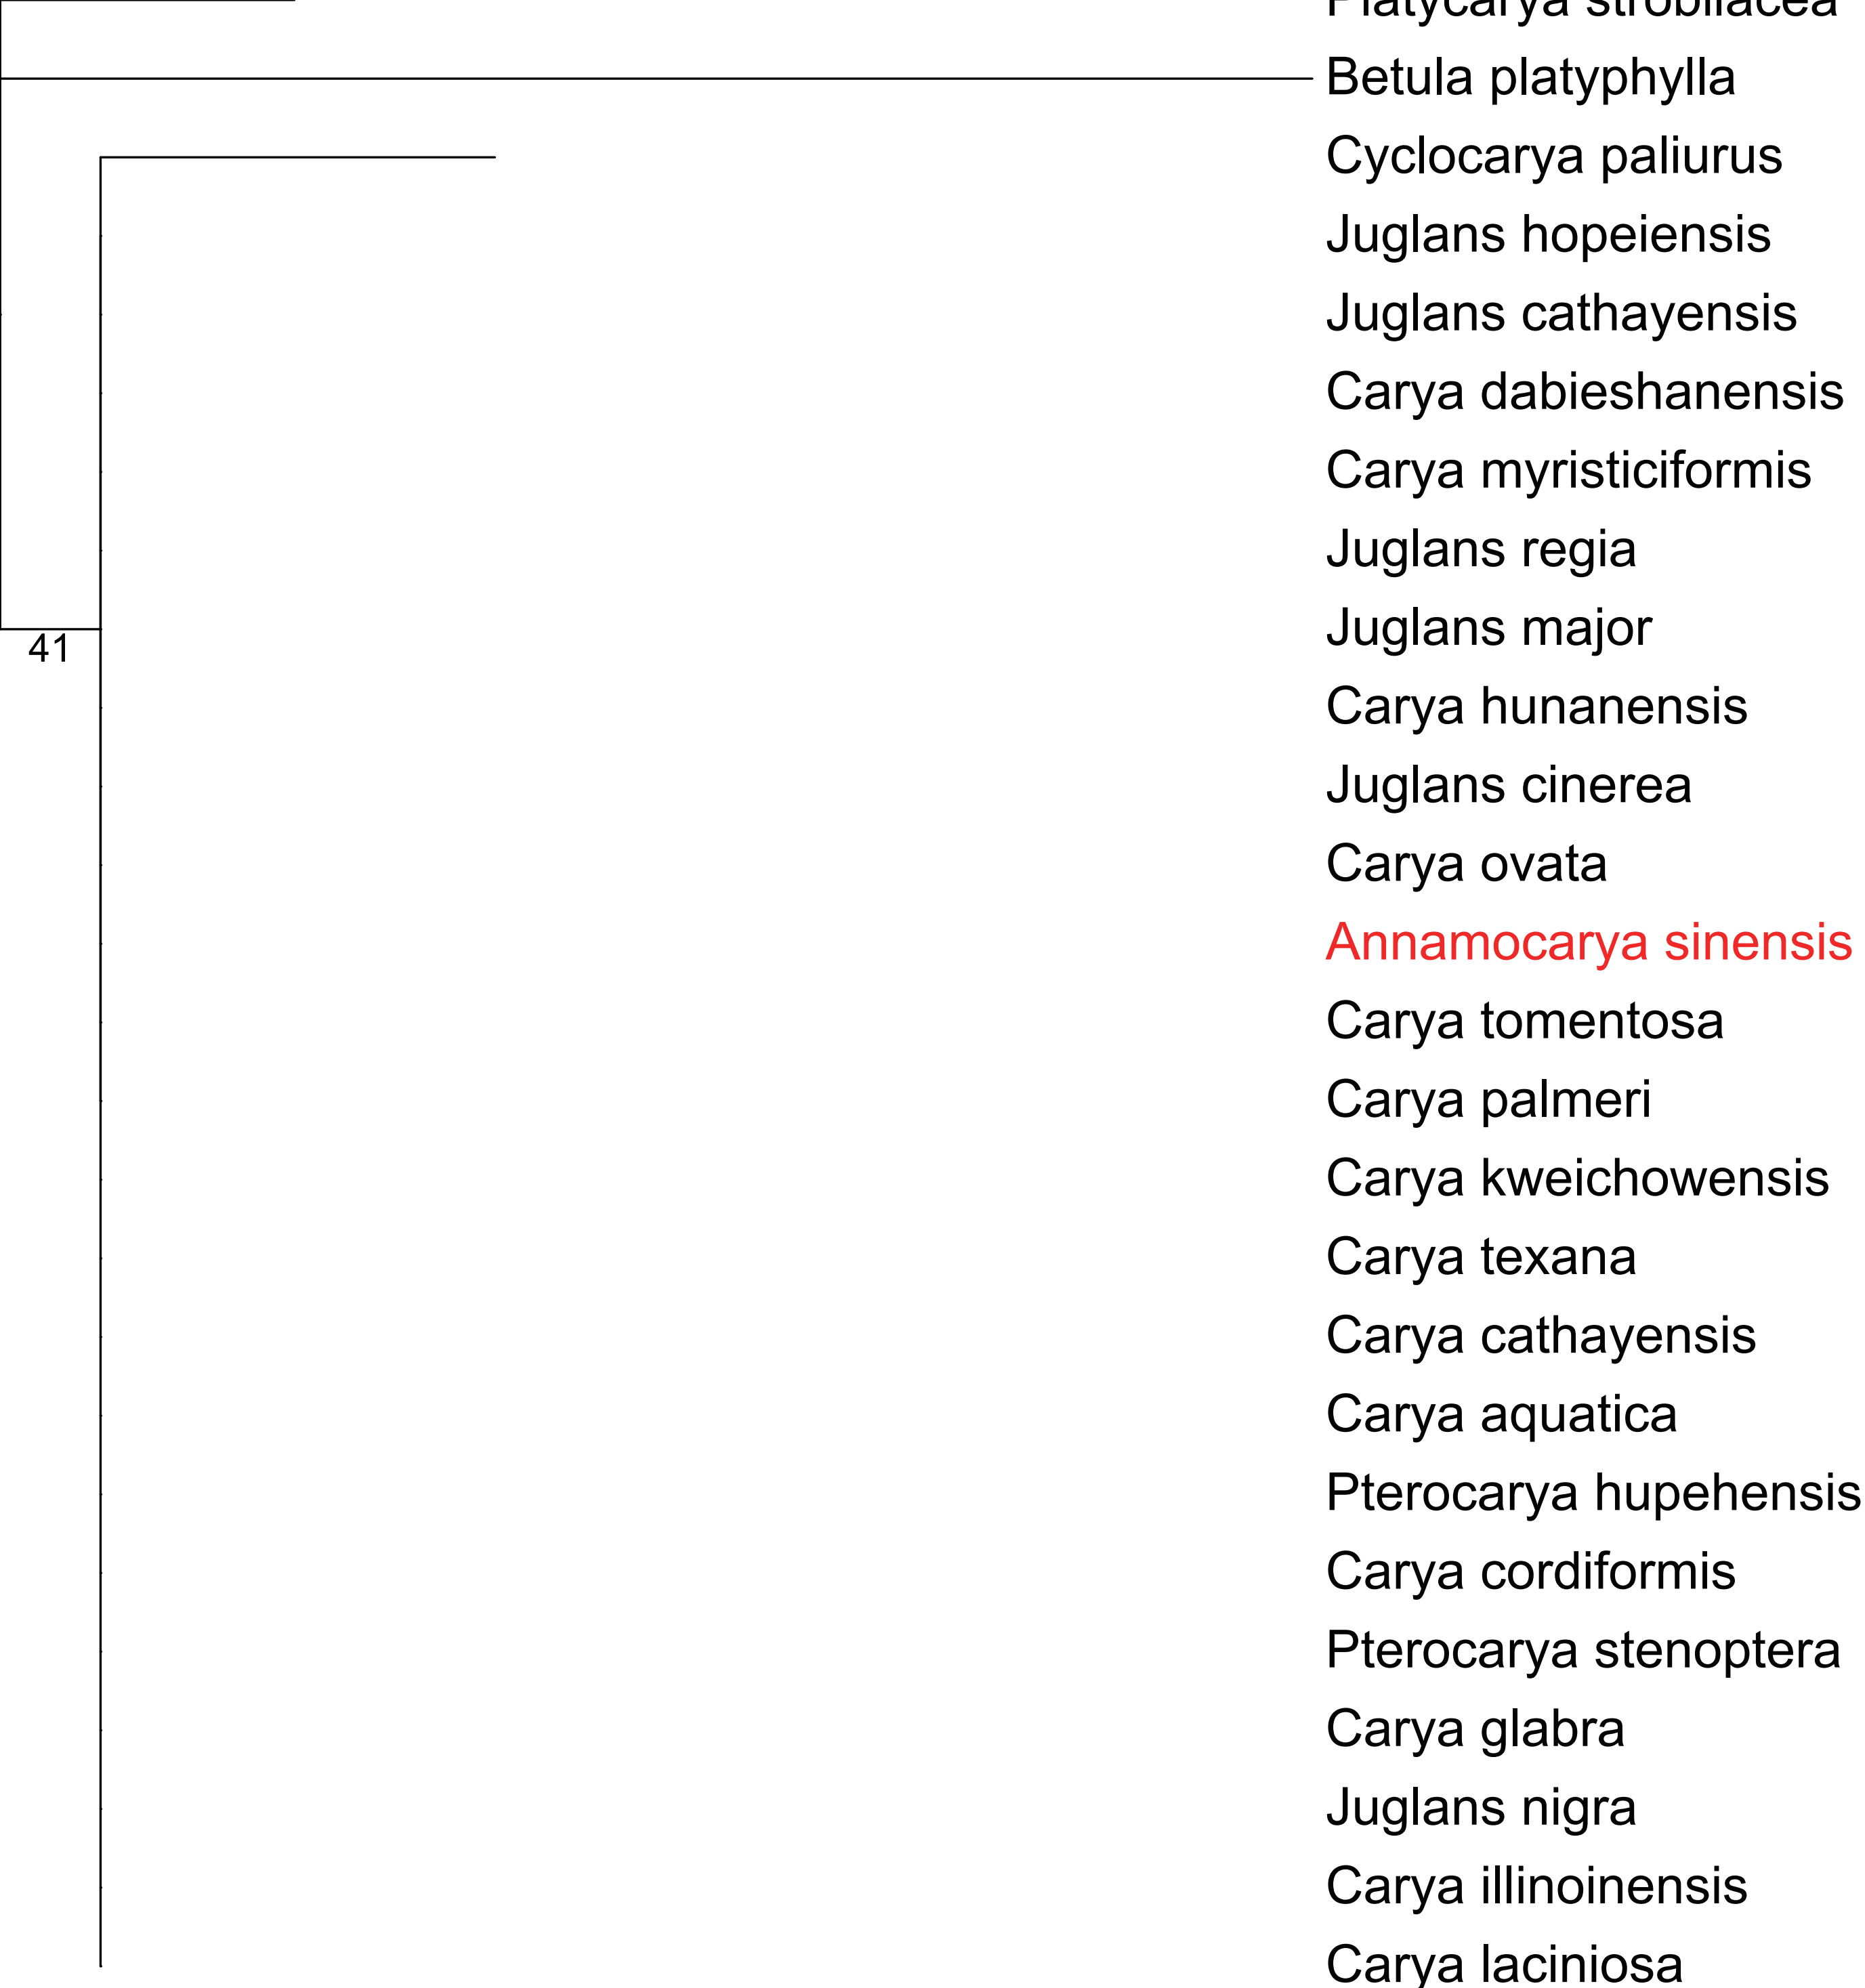 Platycarya strobilacea
Betula platyphylla
Cyclocarya paliurus
Juglans hopeiensis
Juglans cathayensis
Carya dabieshanensis
Carya myristiciformis
Juglans regia
41
Juglans major
Carya hunanensis
Juglans cinerea
Carya ovata
Annamocarya sinensis
Carya tomentosa
Carya palmeri
Carya kweichowensis
Carya texana
Carya cathayensis
Carya aquatica
Pterocarya hupehensis
Carya cordiformis
Pterocarya stenoptera
Carya glabra
Juglans nigra
Carya illinoinensis
Carya laciniosa